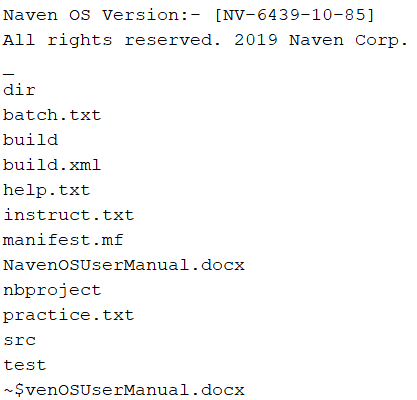 Naven OS Version:- [NV-6439-10-85]
All rights reserved. 2019 Naven Corp.
_
dir
batch.txt
build
build.xml
help.txt
instruct.txt
manifest.mf
NavenOSUserManual.docx
nbproject
practice.txt
src
test
~$venOSUserManual.docx